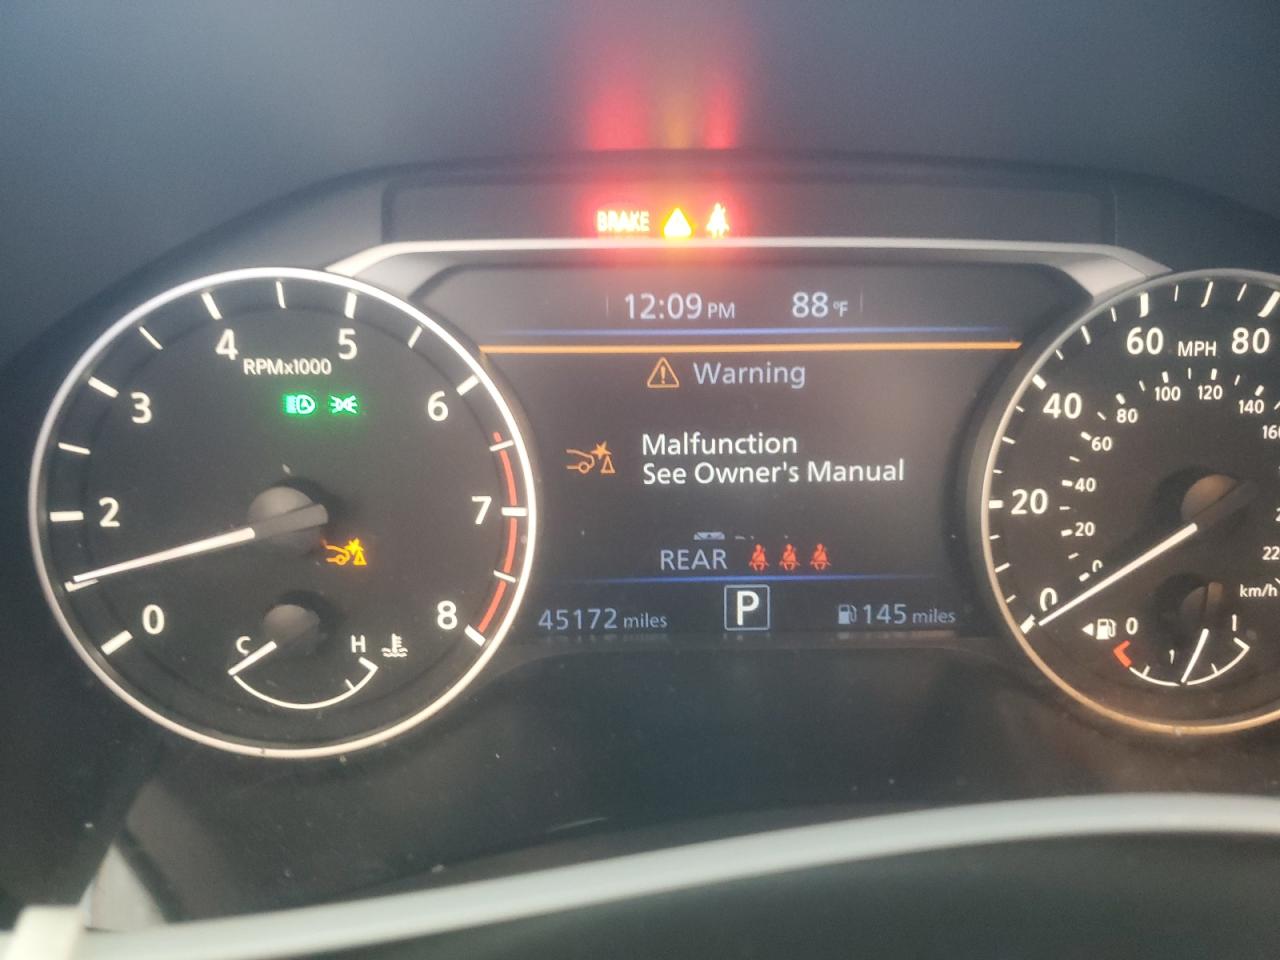 BRAKE
12:09 PM 88°F
Warning
Malfunction
See Owner's Manual
REAR
45172 miles P 145 miles
4 5
RPMx1000
3 6
2 7
0 8
C H
60 MPH 80
100 120
40 80 140
60
20 40
20
0 0
km/h
0 1